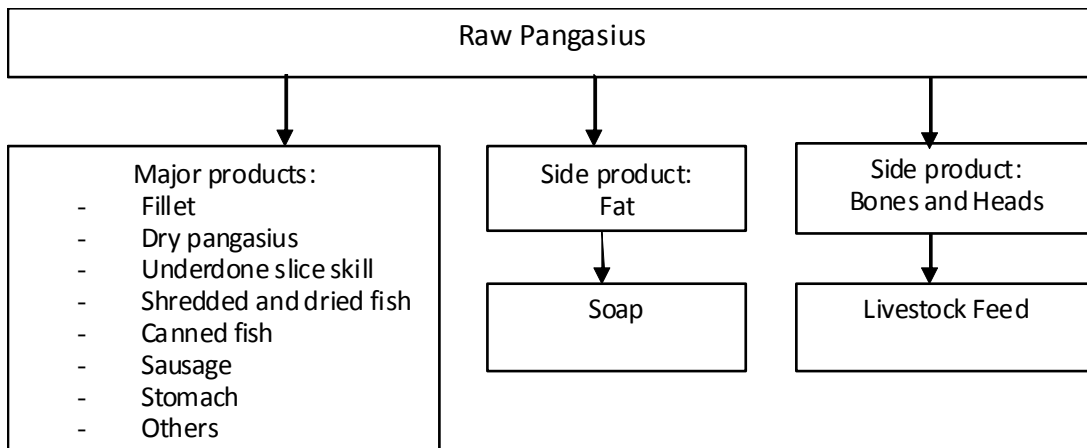 Raw Pangasius
Major products:
- Fillet
- Dry pangasius
- Underdone slice skill
- Shredded and dried fish
- Canned fish
- Sausage
- Stomach
- Others
Side product:
Fat
Soap
Side product:
Bones and Heads
Livestock Feed